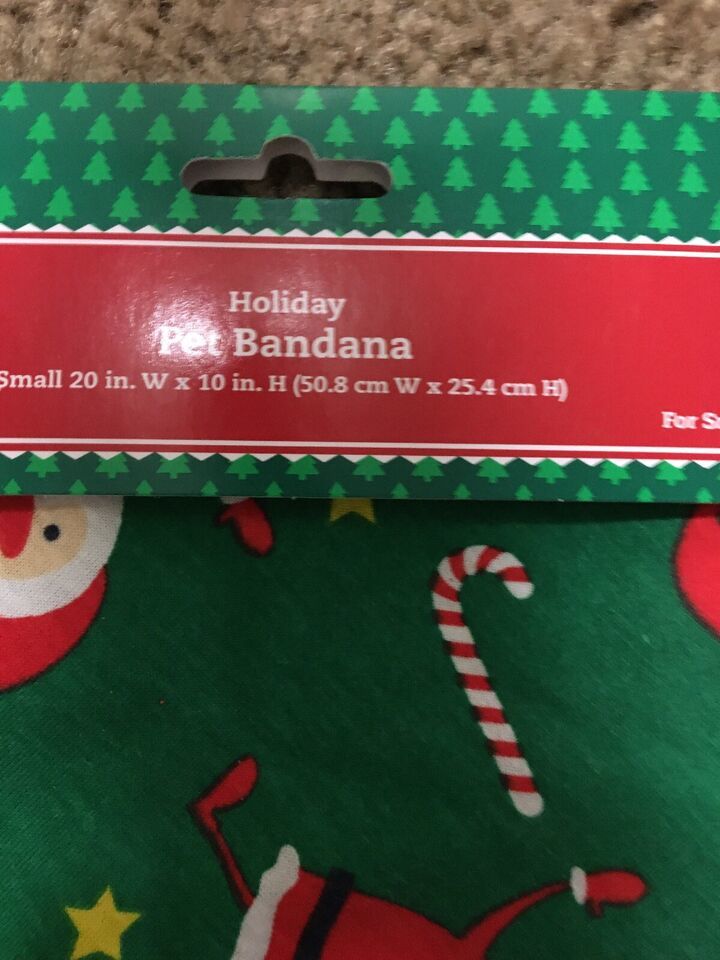 Holiday
Pet Bandana
Small 20 in. W x 10 in. H (50.8 cm W x 25.4 cm H)
For